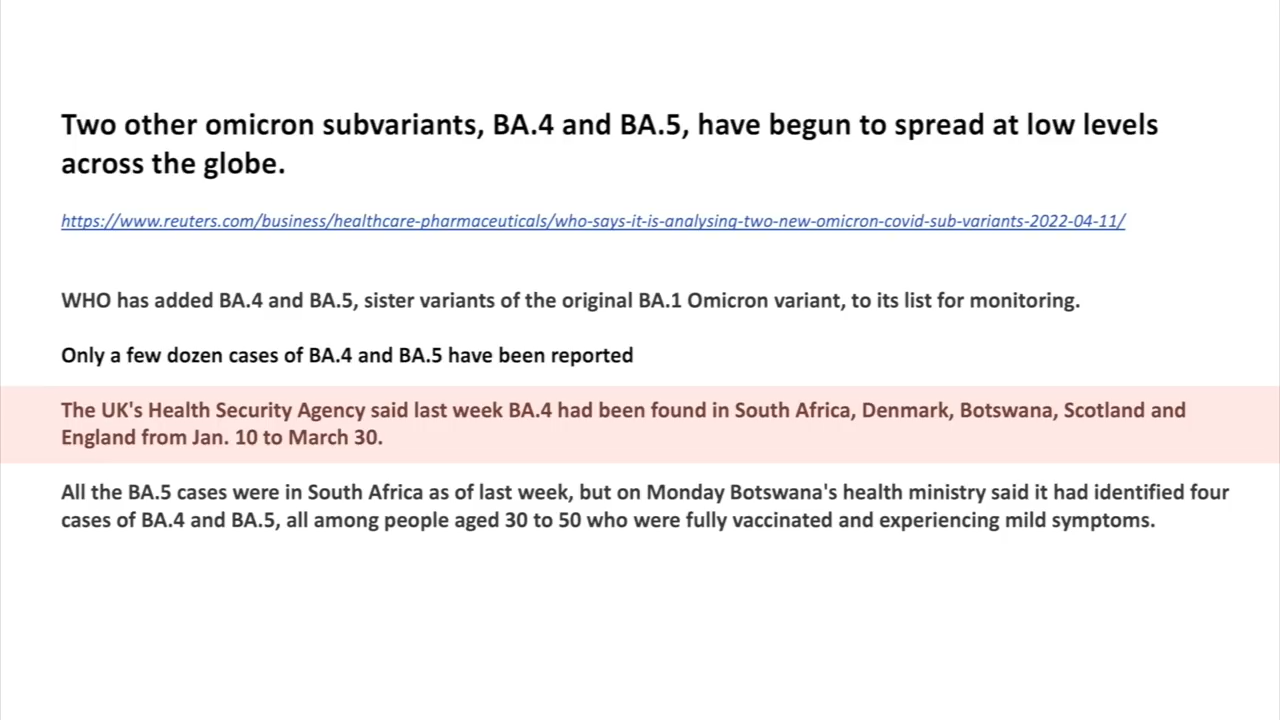 Two other omicron subvariants, BA.4 and BA.5, have begun to spread at low levels
across the globe.
https://www.reuters.com/business/healthcare-pharmaceuticals/who-says-it-is-analysing-two-new-omicron-covid-sub-variants-2022-04-11/
WHO has added BA.4 and BA.5, sister variants of the original BA.1 Omicron variant, to its list for monitoring.
Only a few dozen cases of BA.4 and BA.5 have been reported
The UK's Health Security Agency said last week BA.4 had been found in South Africa, Denmark, Botswana, Scotland and
England from Jan. 10 to March 30.
All the BA.5 cases were in South Africa as of last week, but on Monday Botswana's health ministry said it had identified four
cases of BA.4 and BA.5, all among people aged 30 to 50 who were fully vaccinated and experiencing mild symptoms.